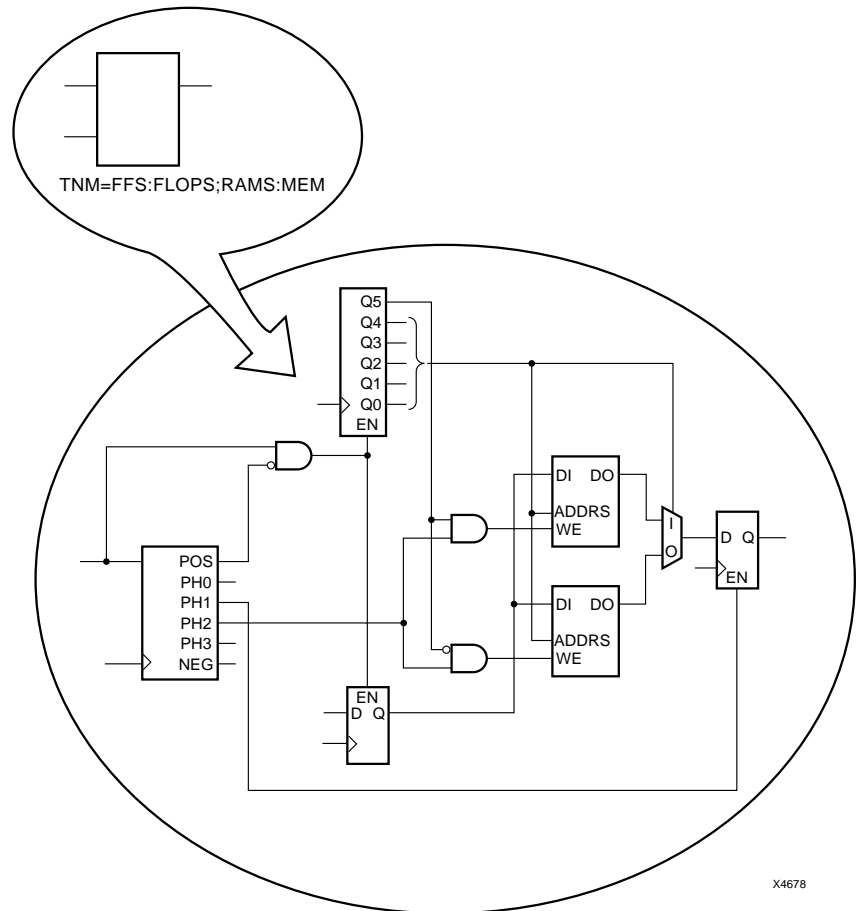 TNM=FFS:FLOPS;RAMS:MEM
Q5
Q4
Q3
Q2
Q1
Q0
EN
POS
PH0
PH1
PH2
PH3
NEG
EN
D Q
DI DO
ADDRS
WE
DI DO
ADDRS
WE
I
O
D Q
EN
X4678